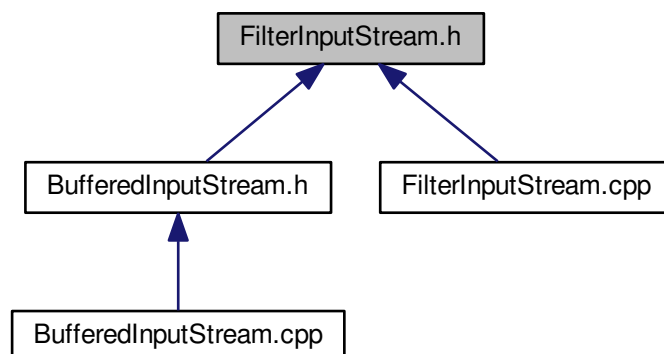 FilterInputStream.h
BufferedInputStream.h
FilterInputStream.cpp
BufferedInputStream.cpp